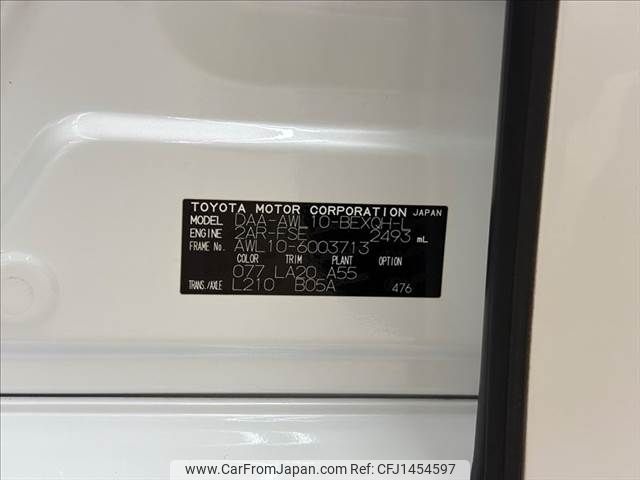 TOYOTA MOTOR CORPORATION JAPAN
MODEL DAA-AWL10-BEXQH-L
ENGINE 2AR-FSE 2493 mL
FRAME No. AWL10-6003713
COLOR TRIM PLANT OPTION
077 LA20 A55
TRANS./AXLE L210 B05A 476
www.CarFromJapan.com - CFJ1454597